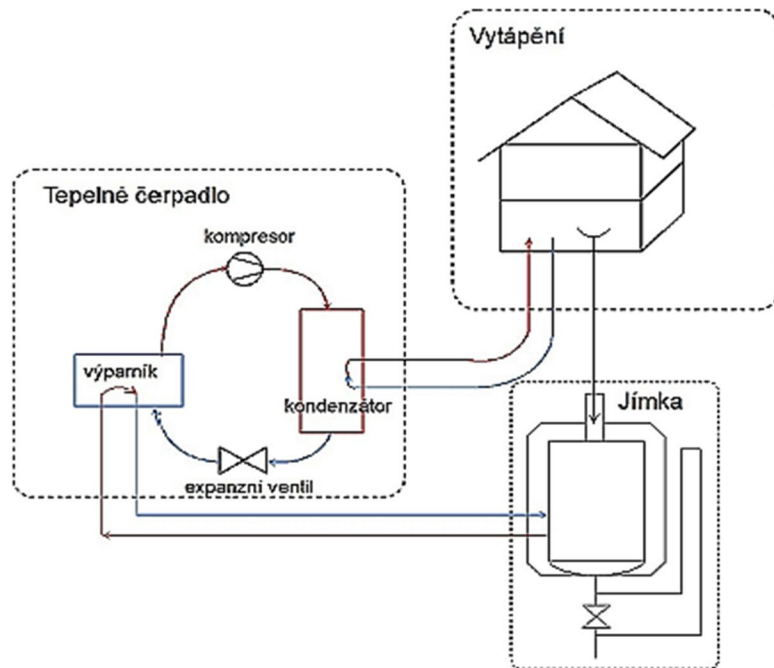 Vytápění
Tepelné čerpadlo
kompresor
výparník
kondenzátor
expanzní ventil
Jímka